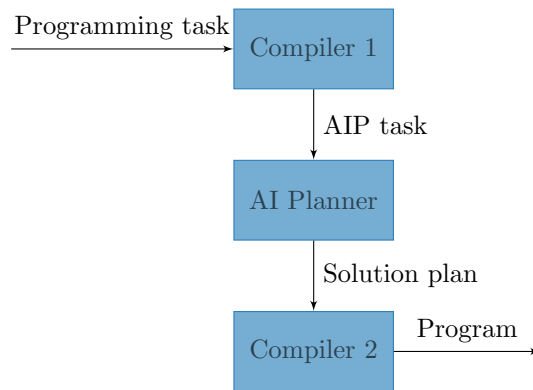 Programming task
Compiler 1
AIP task
AI Planner
Solution plan
Compiler 2
Program